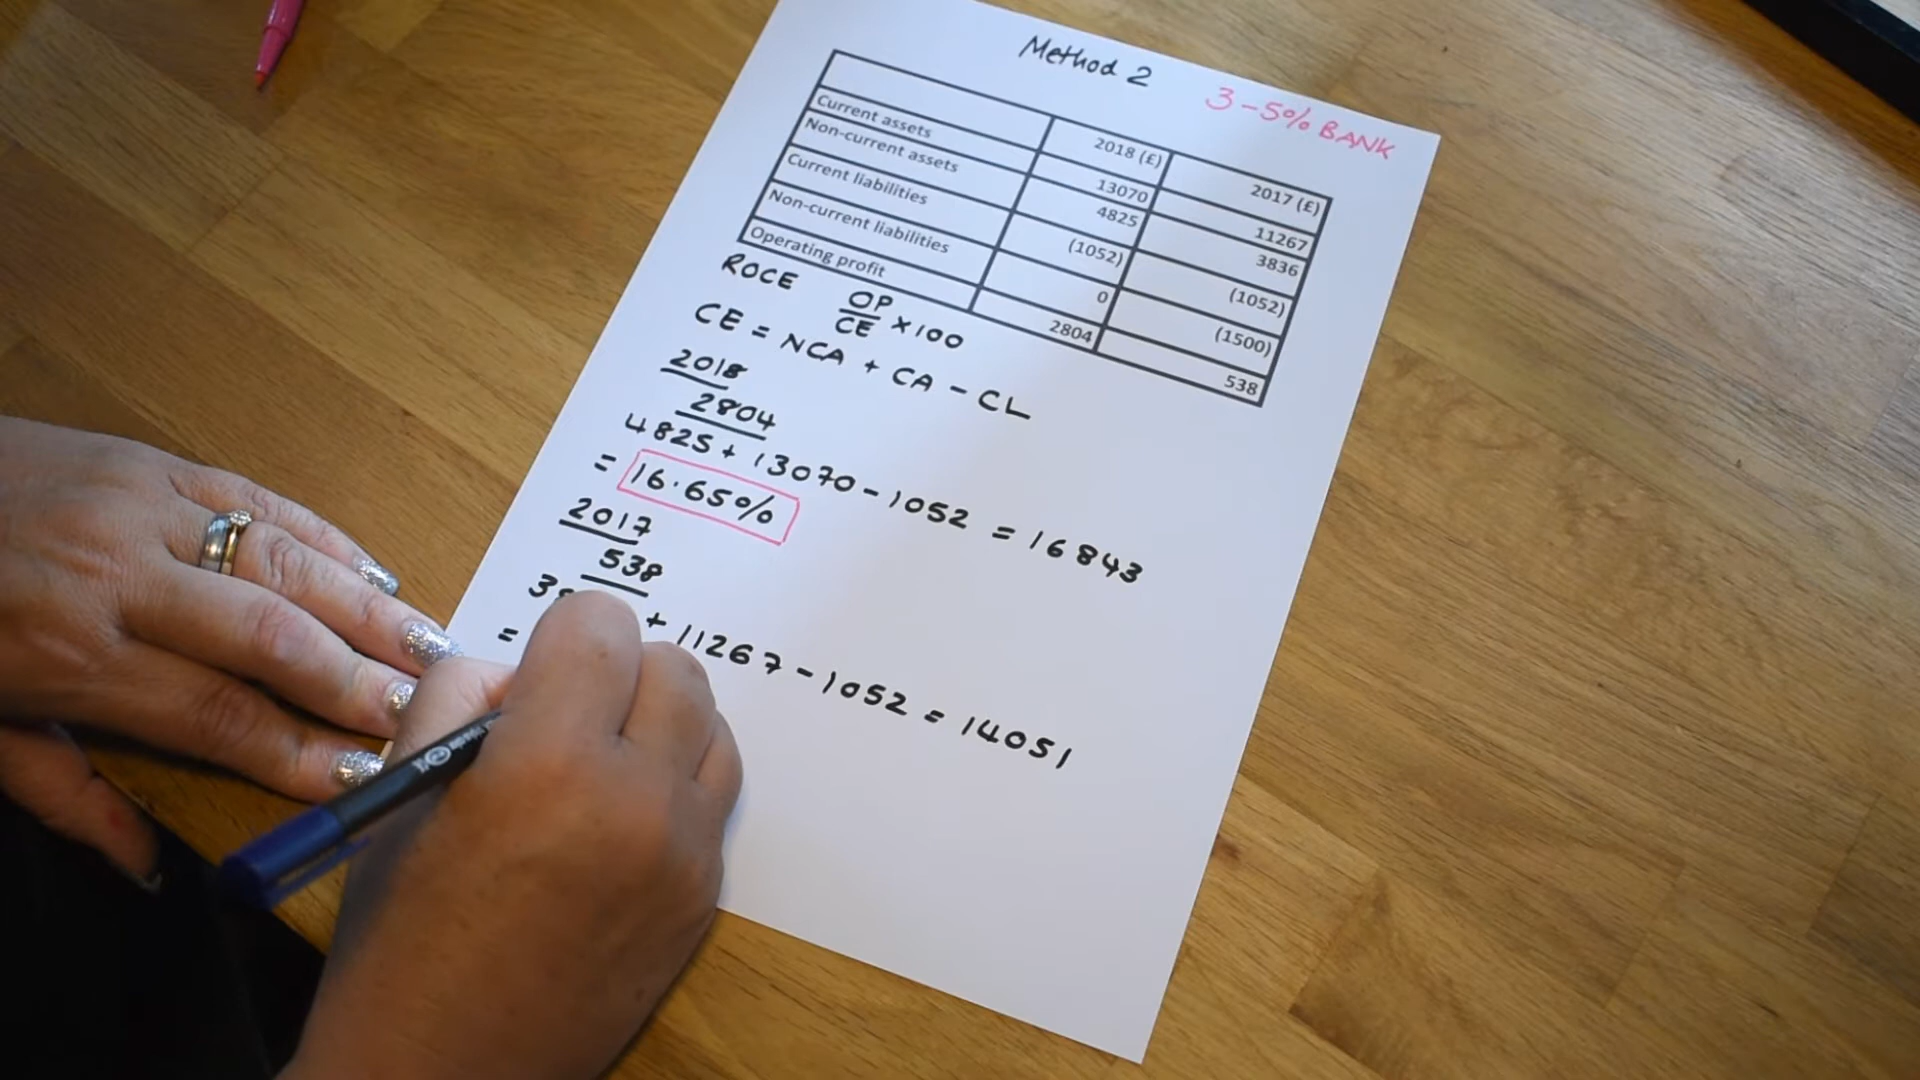 Method 2
3-5% BANK
2018 (£) 2017 (£)
Current assets 13070 11267
Non-current assets 4825 3836
Current liabilities (1052) (1052)
Non-current liabilities 0 (1500)
Operating profit 2804 538
ROCE OP
CE × 100
CE = NCA + CA - CL
2018
2804
4825 + 13070 - 1052 = 16843
= 16.65%
2017
538
+ 11267 - 1052 = 14051
=